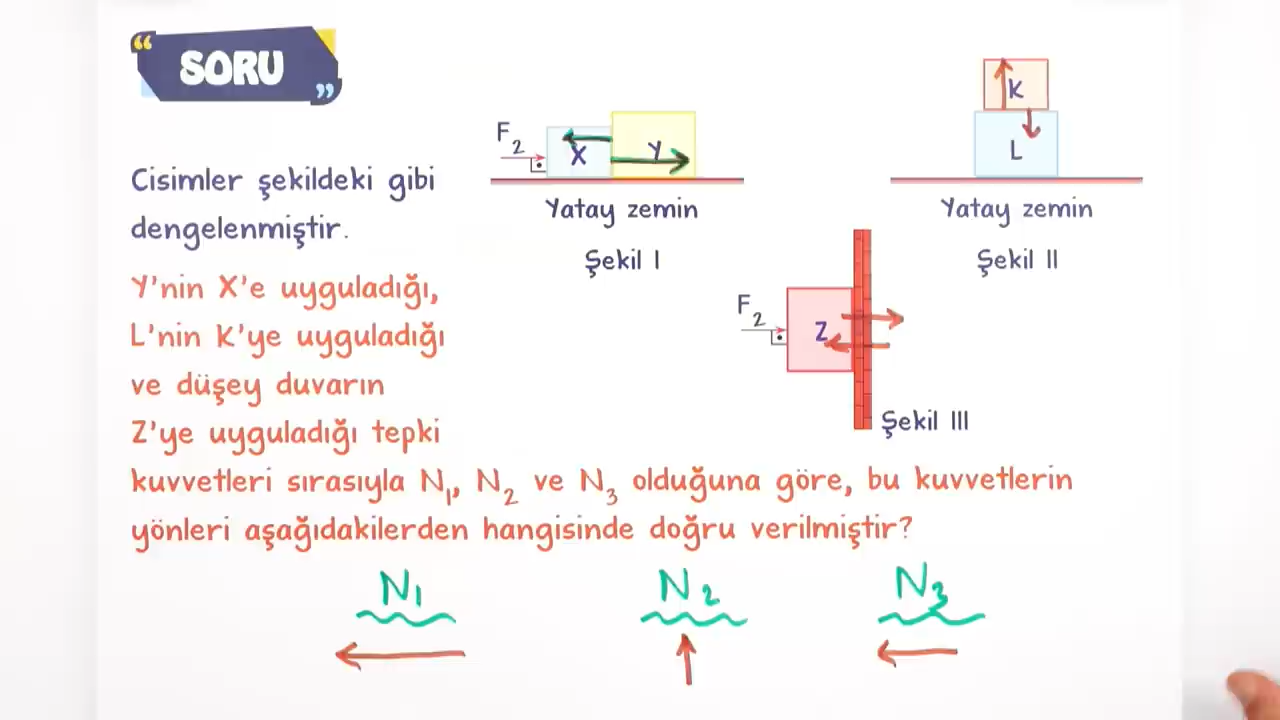 “
SORU
”
Cisimler şekildeki gibi
dengelenmiştir.
Y'nin X'e uyguladığı,
L'nin K'ye uyguladığı
ve düşey duvarın
Z'ye uyguladığı tepki
kuvvetleri sırasıyla N₁, N₂ ve N₃ olduğuna göre, bu kuvvetlerin
yönleri aşağıdakilerden hangisinde doğru verilmiştir?
F₂
X
Y
Yatay zemin
Şekil I
K
L
Yatay zemin
Şekil II
F₂
Z
Şekil III
N₁
N₂
N₃